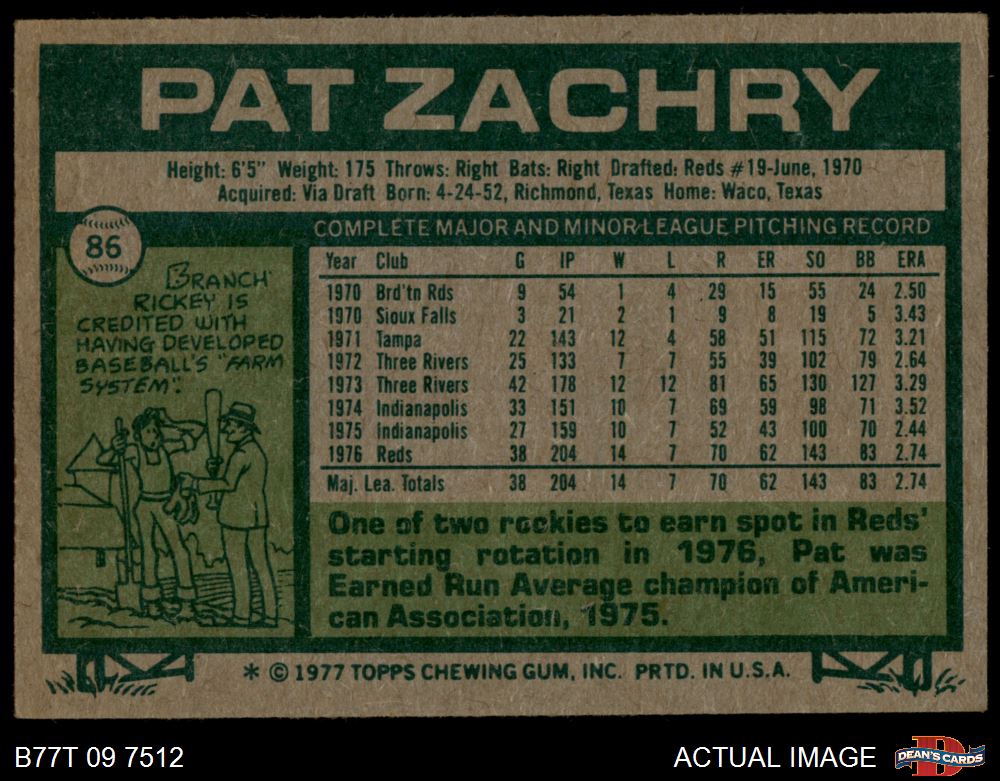 PAT ZACHRY
Height: 6'5" Weight: 175 Throws: Right Bats: Right Drafted: Reds #19-June, 1970
Acquired: Via Draft Born: 4-24-52, Richmond, Texas Home: Waco, Texas
86
BRANCH
RICKEY IS
CREDITED WITH
HAVING DEVELOPED
BASEBALL'S "FARM
SYSTEM".
COMPLETE MAJOR AND MINOR LEAGUE PITCHING RECORD
Year Club G IP W L R ER SO BB ERA
1970 Brd'tn Rds 9 54 1 4 29 15 55 24 2.50
1970 Sioux Falls 3 21 2 1 9 8 19 5 3.43
1971 Tampa 22 143 12 4 58 51 115 72 3.21
1972 Three Rivers 25 133 7 7 55 39 102 79 2.64
1973 Three Rivers 42 178 12 12 81 65 130 127 3.29
1974 Indianapolis 33 151 10 7 69 59 98 71 3.52
1975 Indianapolis 27 159 10 7 52 43 100 70 2.44
1976 Reds 38 204 14 7 70 62 143 83 2.74
Maj. Lea. Totals 38 204 14 7 70 62 143 83 2.74
One of two rookies to earn spot in Reds'
starting rotation in 1976, Pat was
Earned Run Average champion of Ameri-
can Association, 1975.
* © 1977 TOPPS CHEWING GUM, INC. PRTD. IN U.S.A.
B77T 09 7512
ACTUAL IMAGE
DEAN'S CARDS